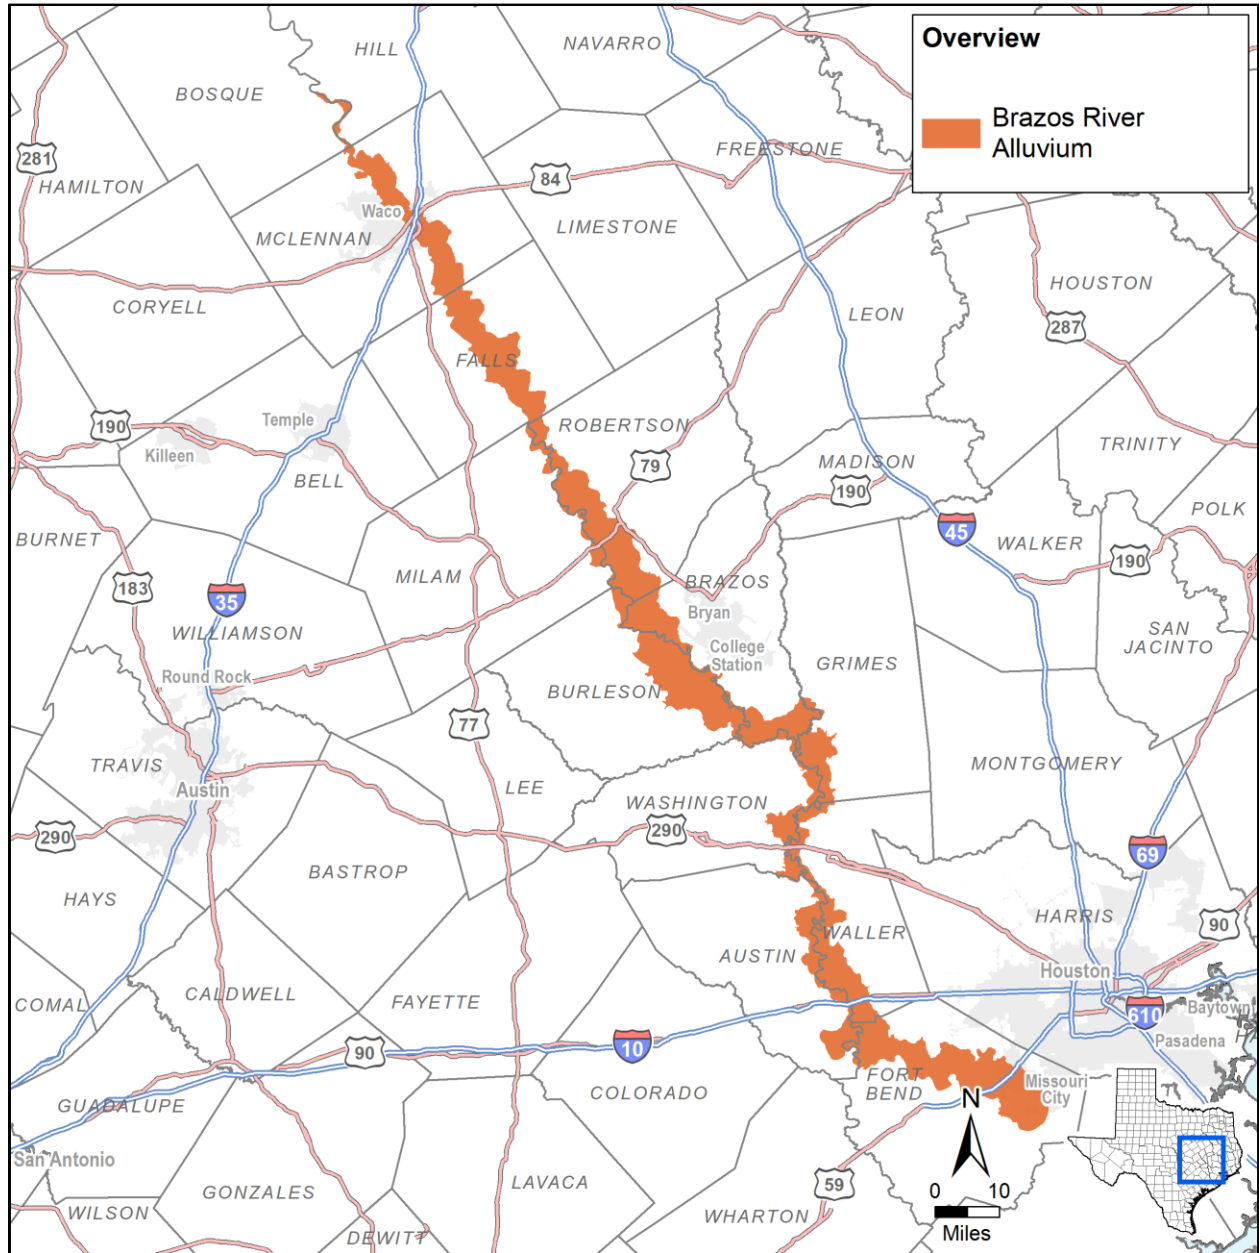 Overview
Brazos River
Alluvium
HILL
NAVARRO
BOSQUE
281
HAMILTON
84
FREESTONE
Waco
MCLENNAN
LIMESTONE
HOUSTON
CORYELL
LEON
287
FALLS
190
Killeen
Temple
ROBERTSON
TRINITY
BELL
79
MADISON
190
POLK
BURNET
45
WALKER
190
MILAM
183
35
BRAZOS
Bryan
WILLIAMSON
SAN
JACINTO
College
Station
GRIMES
Round Rock
BURLESON
77
TRAVIS
Austin
LEE
MONTGOMERY
WASHINGTON
290
290
69
BASTROP
HAYS
HARRIS
90
AUSTIN
WALLER
Houston
CALDWELL
FAYETTE
COMAL
610
Baytown
H
10
Pasadena
90
FORT
BEND
Missouri
City
COLORADO
GUADALUPE
N
San Antonio
59
LAVACA
GONZALES
0 10
Miles
WILSON
WHARTON
DEWITT